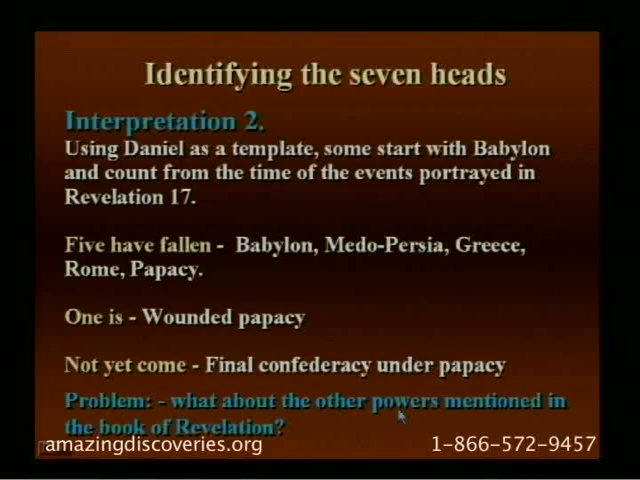 Identifying the seven heads
Interpretation 2.
Using Daniel as a template, some start with Babylon
and count from the time of the events portrayed in
Revelation 17.
Five have fallen - Babylon, Medo-Persia, Greece,
Rome, Papacy.
One is - Wounded papacy
Not yet come - Final confederacy under papacy
Problem: - what about the other powers mentioned in
the book of Revelation?
amazingdiscoveries.org
1-866-572-9457